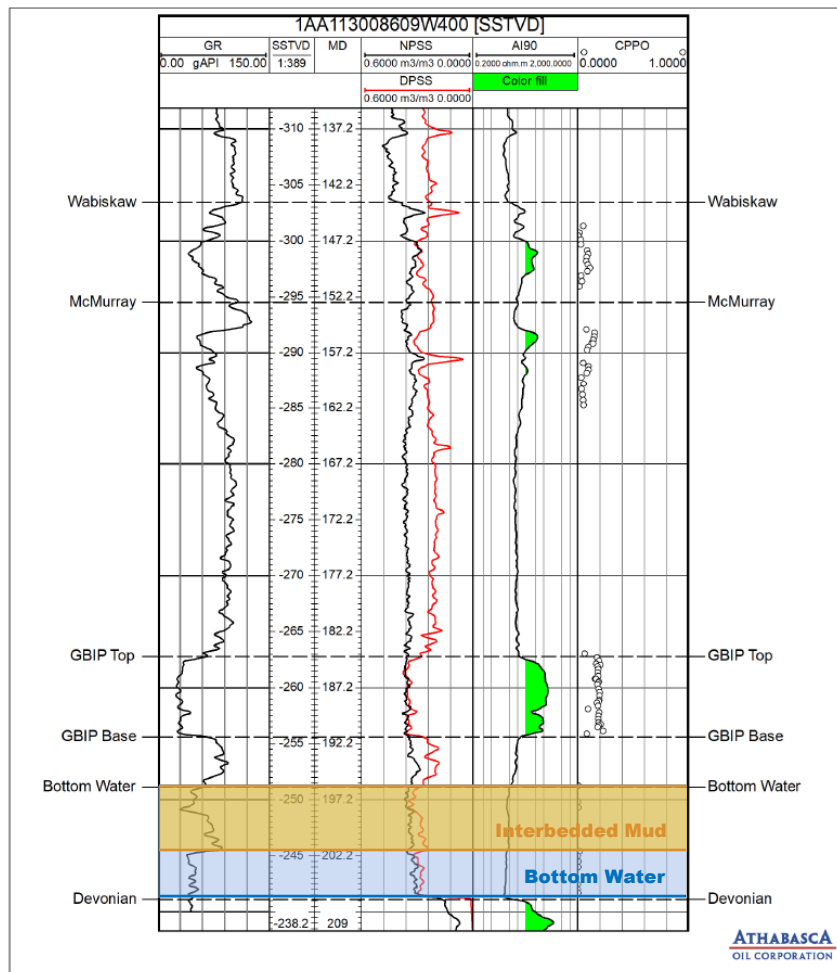 1AA113008609W400 [SSTVD]
GR SSTVD MD NPSS AI90 CPPO
0.00 gAPI 150.00 1:389 0.6000 m3/m3 0.0000 0.2000 ohm.m 2,000.0000 0.0000 1.0000
DPSS Color fill
0.6000 m3/m3 0.0000
-310 137.2
-305 142.2
Wabiskaw Wabiskaw
-300 147.2
McMurray -295 152.2 McMurray
-290 157.2
-285 162.2
-280 167.2
-275 172.2
-270 177.2
-265 182.2
GBIP Top GBIP Top
-260 187.2
GBIP Base -255 192.2 GBIP Base
Bottom Water Bottom Water
-250 197.2
Interbedded Mud
-245 202.2
Bottom Water
Devonian Devonian
-238.2 209
ATHABASCA
OIL CORPORATION